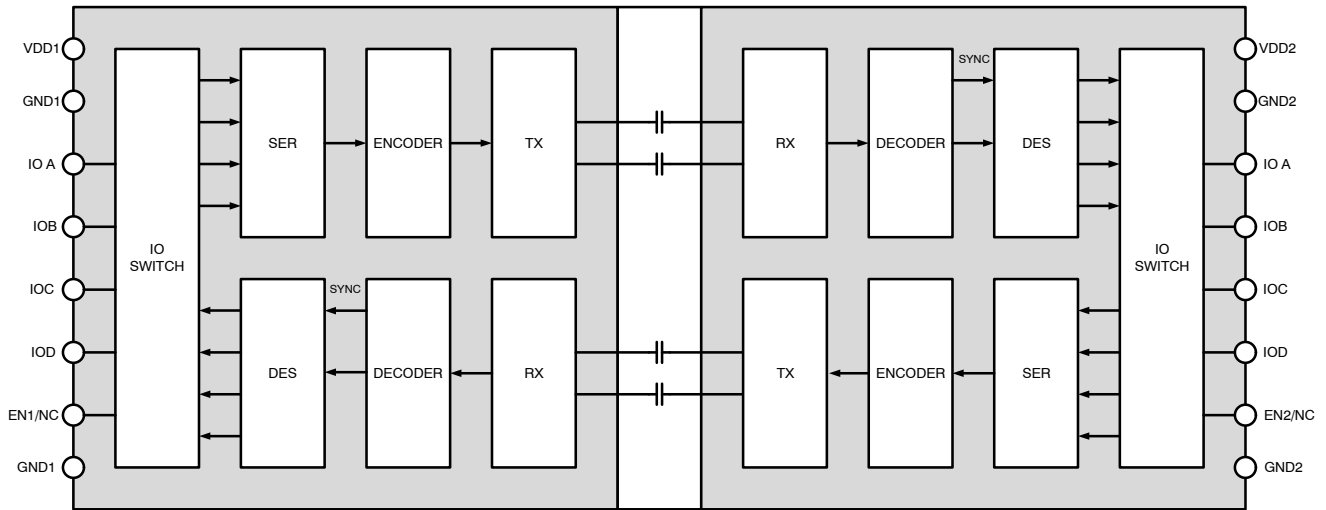 VDD1
GND1
IO A
IOB
IOC
IOD
EN1/NC
GND1
IO
SWITCH
SER
ENCODER
TX
RX
DECODER
SYNC
DES
DES
SYNC
DECODER
RX
TX
ENCODER
SER
IO
SWITCH
VDD2
GND2
IO A
IOB
IOC
IOD
EN2/NC
GND2